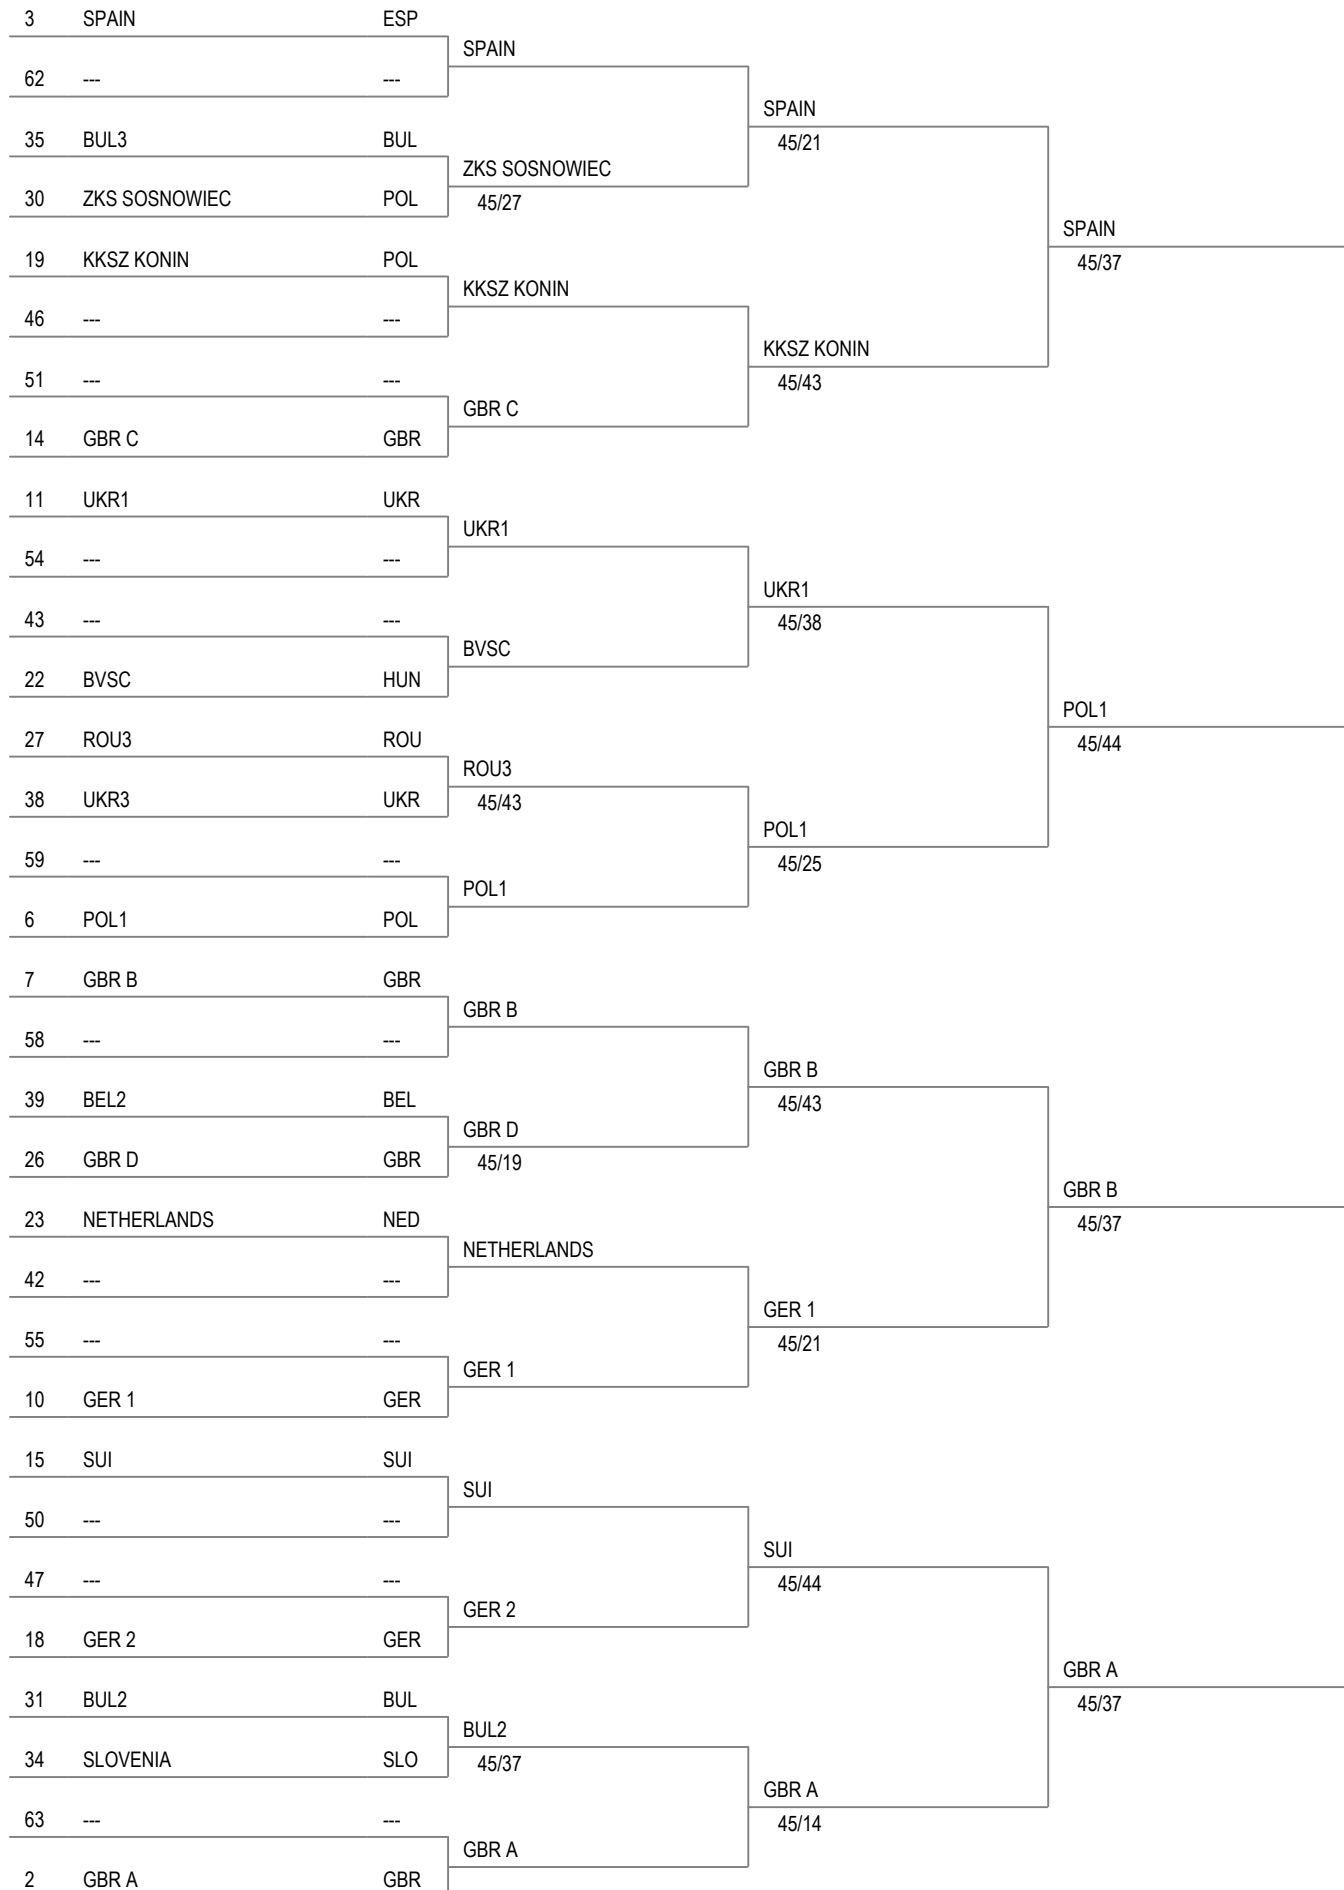 3 SPAIN ESP
SPAIN
62 --- ---
SPAIN
45/21
35 BUL3 BUL
ZKS SOSNOWIEC
45/27
30 ZKS SOSNOWIEC POL
SPAIN
45/37
19 KKSZ KONIN POL
KKSZ KONIN
46 --- ---
KKSZ KONIN
45/43
51 --- ---
GBR C
14 GBR C GBR
11 UKR1 UKR
UKR1
54 --- ---
UKR1
45/38
43 --- ---
BVSC
22 BVSC HUN
POL1
45/44
27 ROU3 ROU
ROU3
45/43
38 UKR3 UKR
POL1
45/25
59 --- ---
POL1
6 POL1 POL
7 GBR B GBR
GBR B
58 --- ---
GBR B
45/43
39 BEL2 BEL
GBR D
45/19
26 GBR D GBR
GBR B
45/37
23 NETHERLANDS NED
NETHERLANDS
42 --- ---
GER 1
45/21
55 --- ---
GER 1
10 GER 1 GER
15 SUI SUI
SUI
50 --- ---
SUI
45/44
47 --- ---
GER 2
18 GER 2 GER
GBR A
45/37
31 BUL2 BUL
BUL2
45/37
34 SLOVENIA SLO
GBR A
45/14
63 --- ---
GBR A
2 GBR A GBR